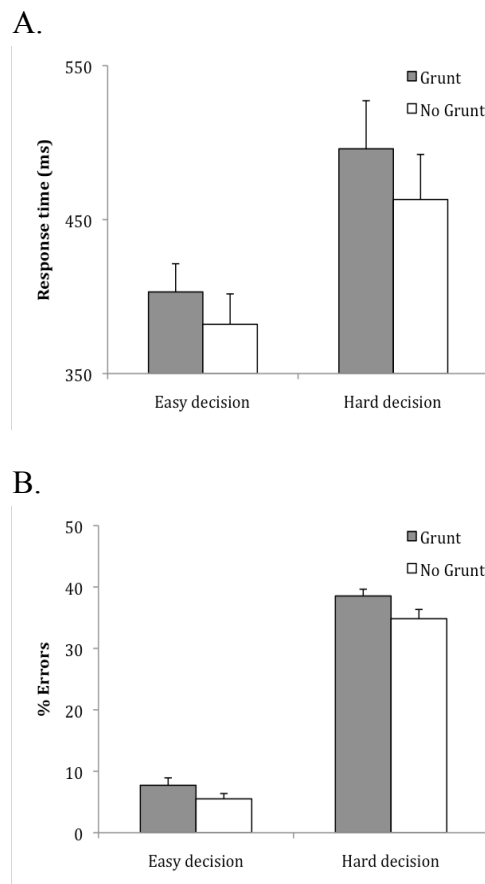 A.
550
Grunt
No Grunt
Response time (ms)
450
350
Easy decision
Hard decision
B.
50
Grunt
No Grunt
40
% Errors
30
20
10
0
Easy decision
Hard decision